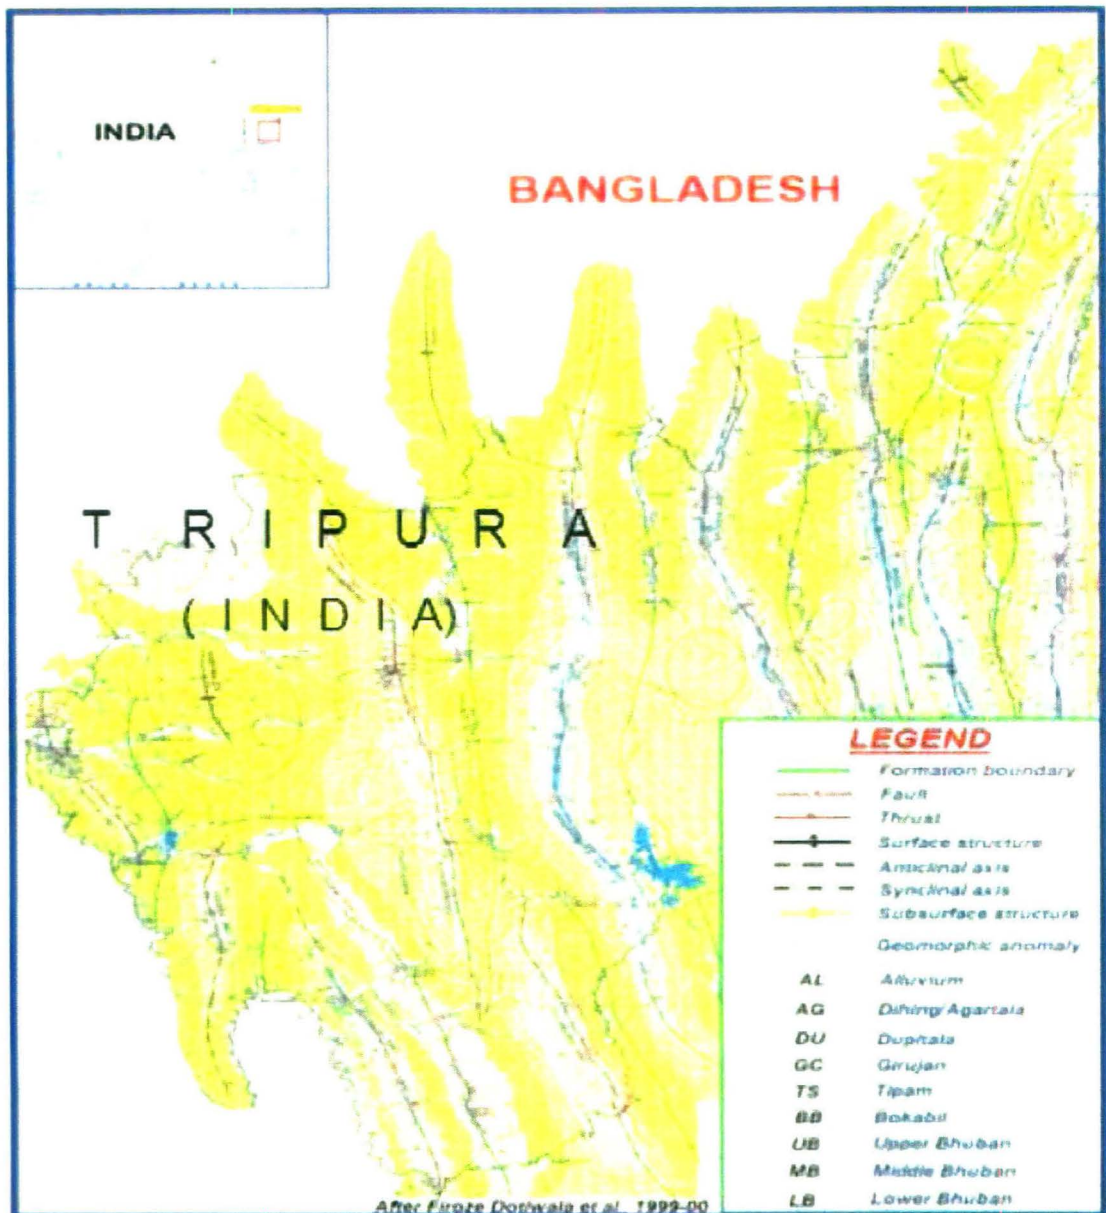 INDIA
BANGLADESH
T R I P U R A
(INDIA)
LEGEND
Formation boundary
Fault
Thrust
Surface structure
Anticlinal axis
Synclinal axis
Subsurface structure
Geomorphic anomaly
AL Alluvium
AG Dihing/Agartala
DU Dupitala
GC Girujan
TS Tipam
BB Bokabil
UB Upper Bhuban
MB Middle Bhuban
LB Lower Bhuban
After Firoze Dotiwala et al., 1999-00